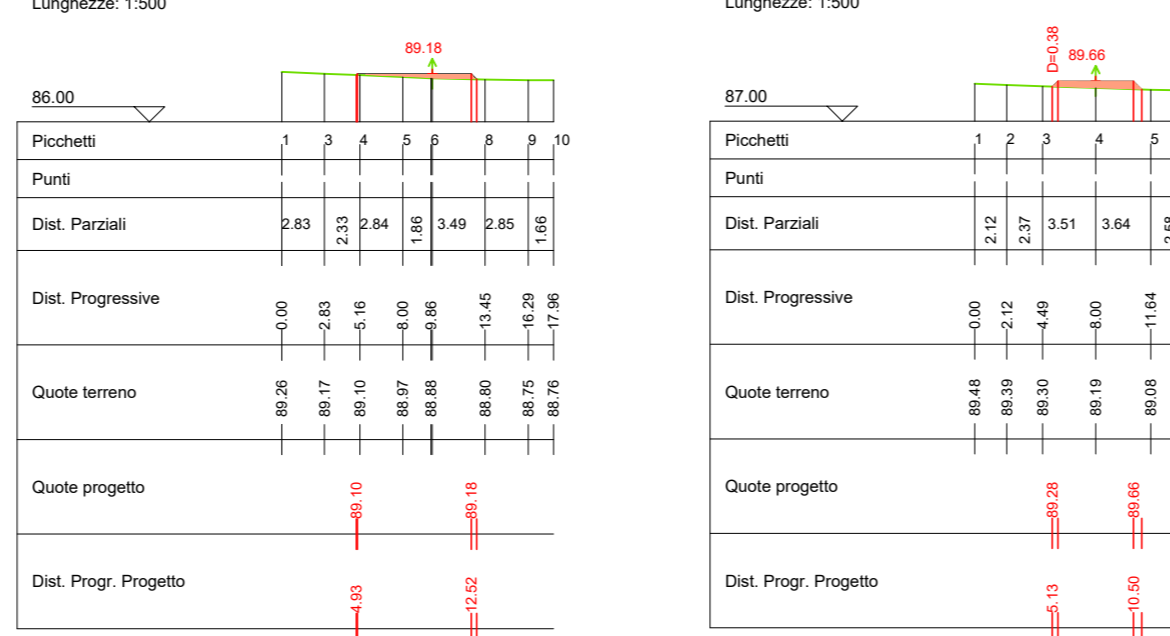 Lunghezze: 1:500
89.18
86.00
Picchetti 1 3 4 5 6 8 9 10
Punti
Dist. Parziali 2.83 2.33 2.84 1.86 3.49 2.85 1.66
Dist. Progressive 0.00 2.83 5.16 8.00 9.86 13.45 16.29 17.96
Quote terreno 89.26 89.17 89.10 88.97 88.88 88.80 88.75 88.76
Quote progetto 89.10 89.18
Dist. Progr. Progetto 4.93 12.52
Lunghezze: 1:500
D=0.38 89.66
87.00
Picchetti 1 2 3 4 5
Punti
Dist. Parziali 2.12 2.37 3.51 3.64
Dist. Progressive 0.00 2.12 4.49 8.00 11.64
Quote terreno 89.48 89.39 89.30 89.19 89.08
Quote progetto 89.28 89.66
Dist. Progr. Progetto 5.13 10.50